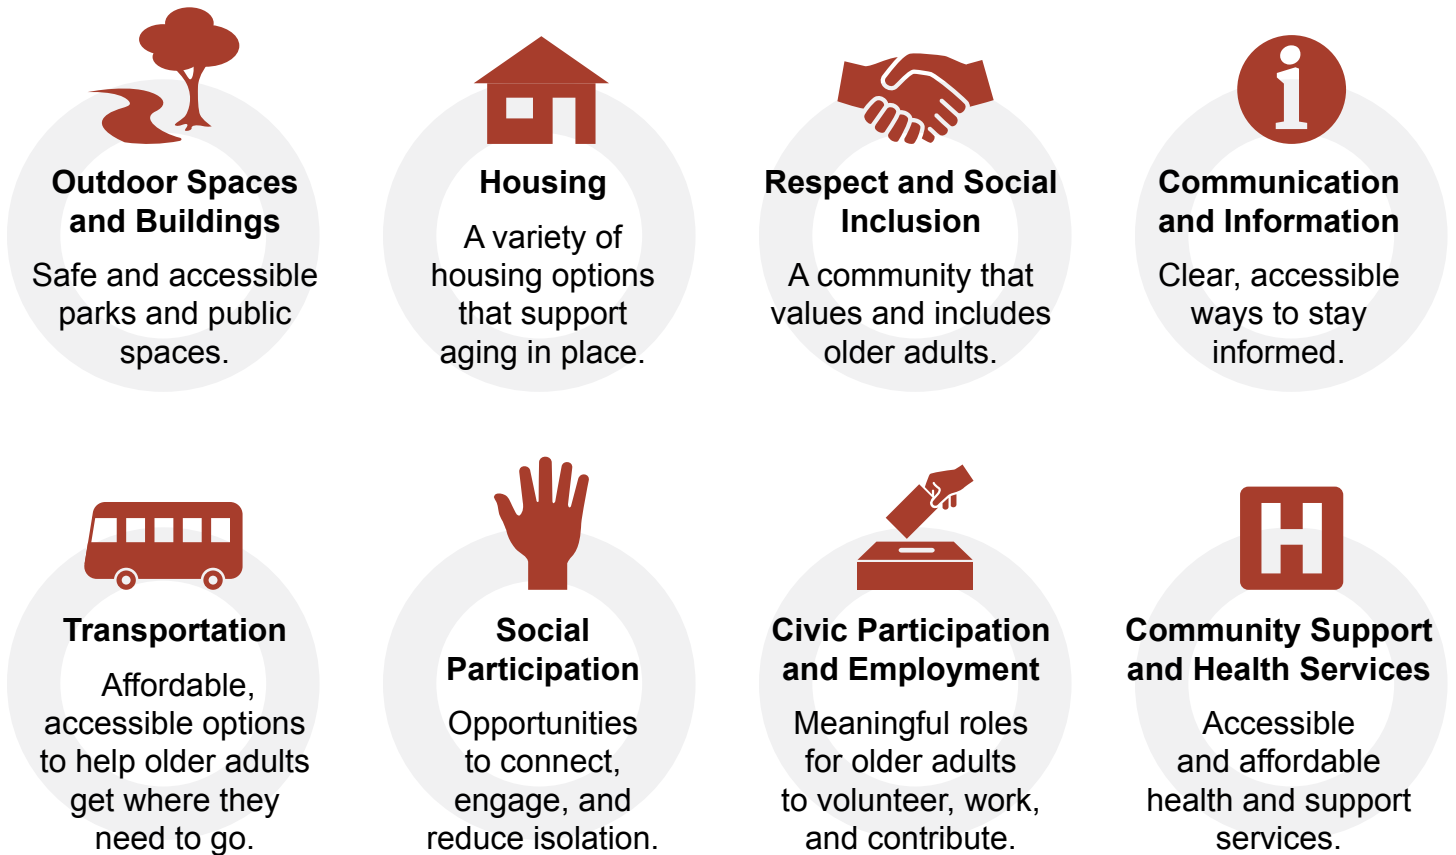 i
Outdoor Spaces
and Buildings
Safe and accessible
parks and public
spaces.
Housing
A variety of
housing options
that support
aging in place.
Respect and Social
Inclusion
A community that
values and includes
older adults.
Communication
and Information
Clear, accessible
ways to stay
informed.
H
Transportation
Affordable,
accessible options
to help older adults
get where they
need to go.
Social
Participation
Opportunities
to connect,
engage, and
reduce isolation.
Civic Participation
and Employment
Meaningful roles
for older adults
to volunteer, work,
and contribute.
Community Support
and Health Services
Accessible
and affordable
health and support
services.